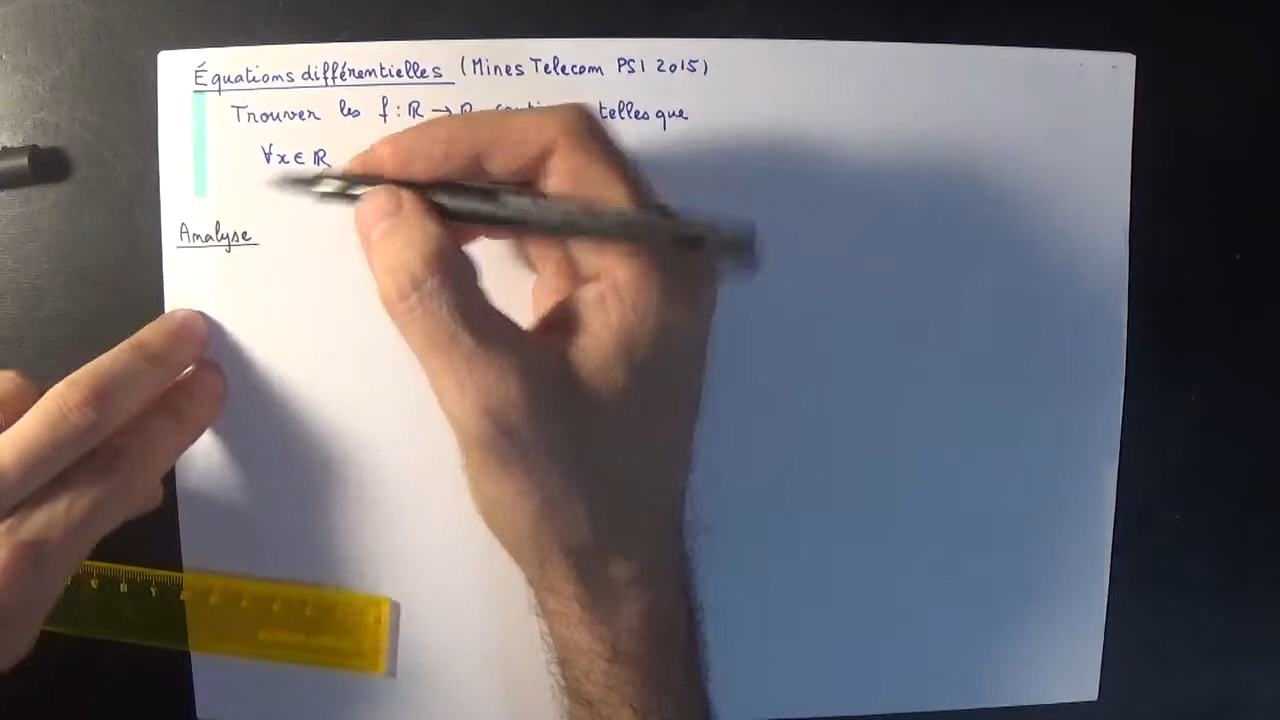 Équations différentielles (Mines Telecom PSI 2015)
Trouver les f : ℝ → telles que
∀x ∈ ℝ
Analyse